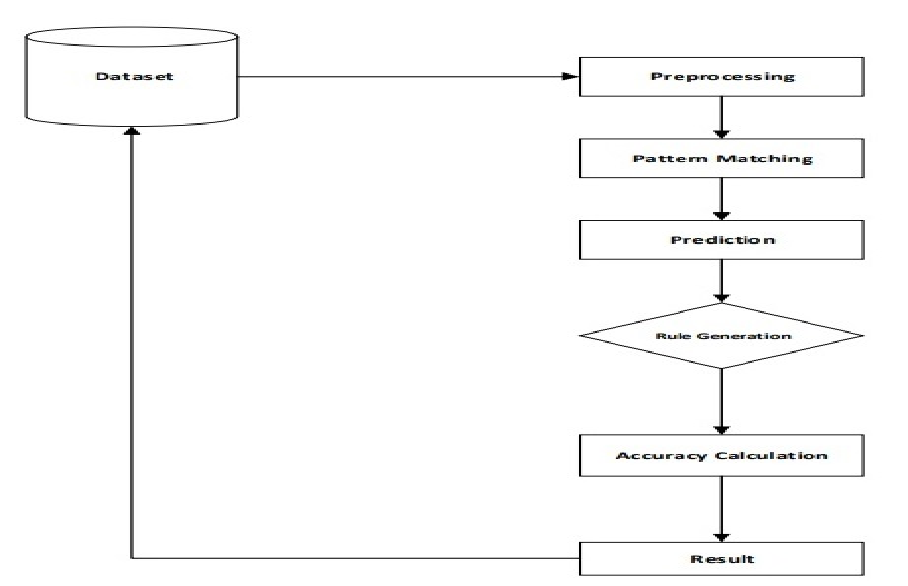 Dataset
Preprocessing
Pattern Matching
Prediction
Rule Generation
Accuracy Calculation
Result